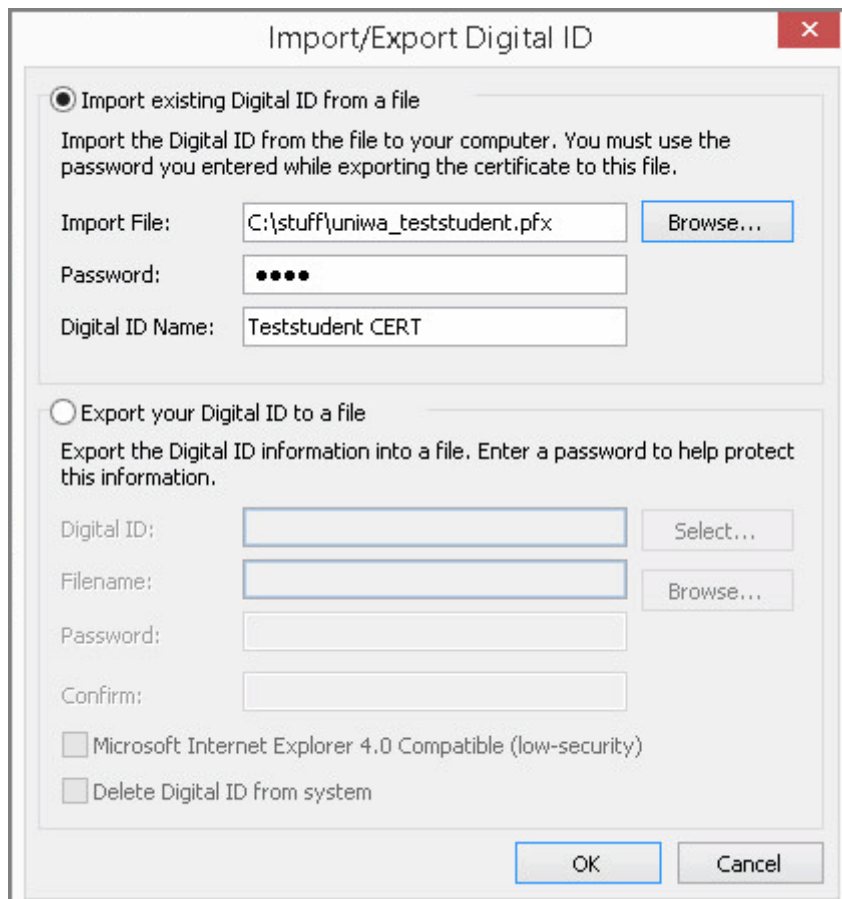 Import/Export Digital ID
Import existing Digital ID from a file
Import the Digital ID from the file to your computer. You must use the
password you entered while exporting the certificate to this file.
Import File: C:\stuff\uniwa_teststudent.pfx Browse...
Password: ●●●●
Digital ID Name: Teststudent CERT
Export your Digital ID to a file
Export the Digital ID information into a file. Enter a password to help protect
this information.
Digital ID: Select...
Filename: Browse...
Password:
Confirm:
Microsoft Internet Explorer 4.0 Compatible (low-security)
Delete Digital ID from system
OK Cancel